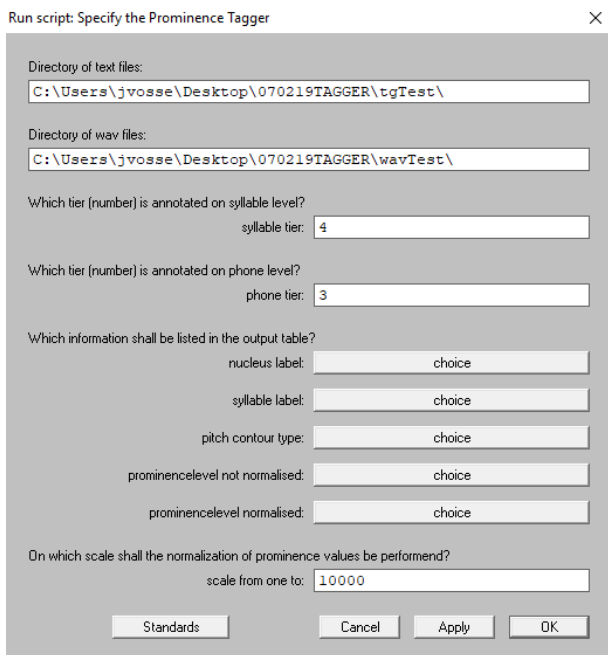 Run script: Specify the Prominence Tagger
Directory of text files:
C:\Users\jvosse\Desktop\070219TAGGER\tgTest\
Directory of wav files:
C:\Users\jvosse\Desktop\070219TAGGER\wavTest\
Which tier (number) is annotated on syllable level?
syllable tier: 4
Which tier (number) is annotated on phone level?
phone tier: 3
Which information shall be listed in the output table?
nucleus label: choice
syllable label: choice
pitch contour type: choice
prominencelevel not normalised: choice
prominencelevel normalised: choice
On which scale shall the normalization of prominence values be performend?
scale from one to: 10000
Standards Cancel Apply OK